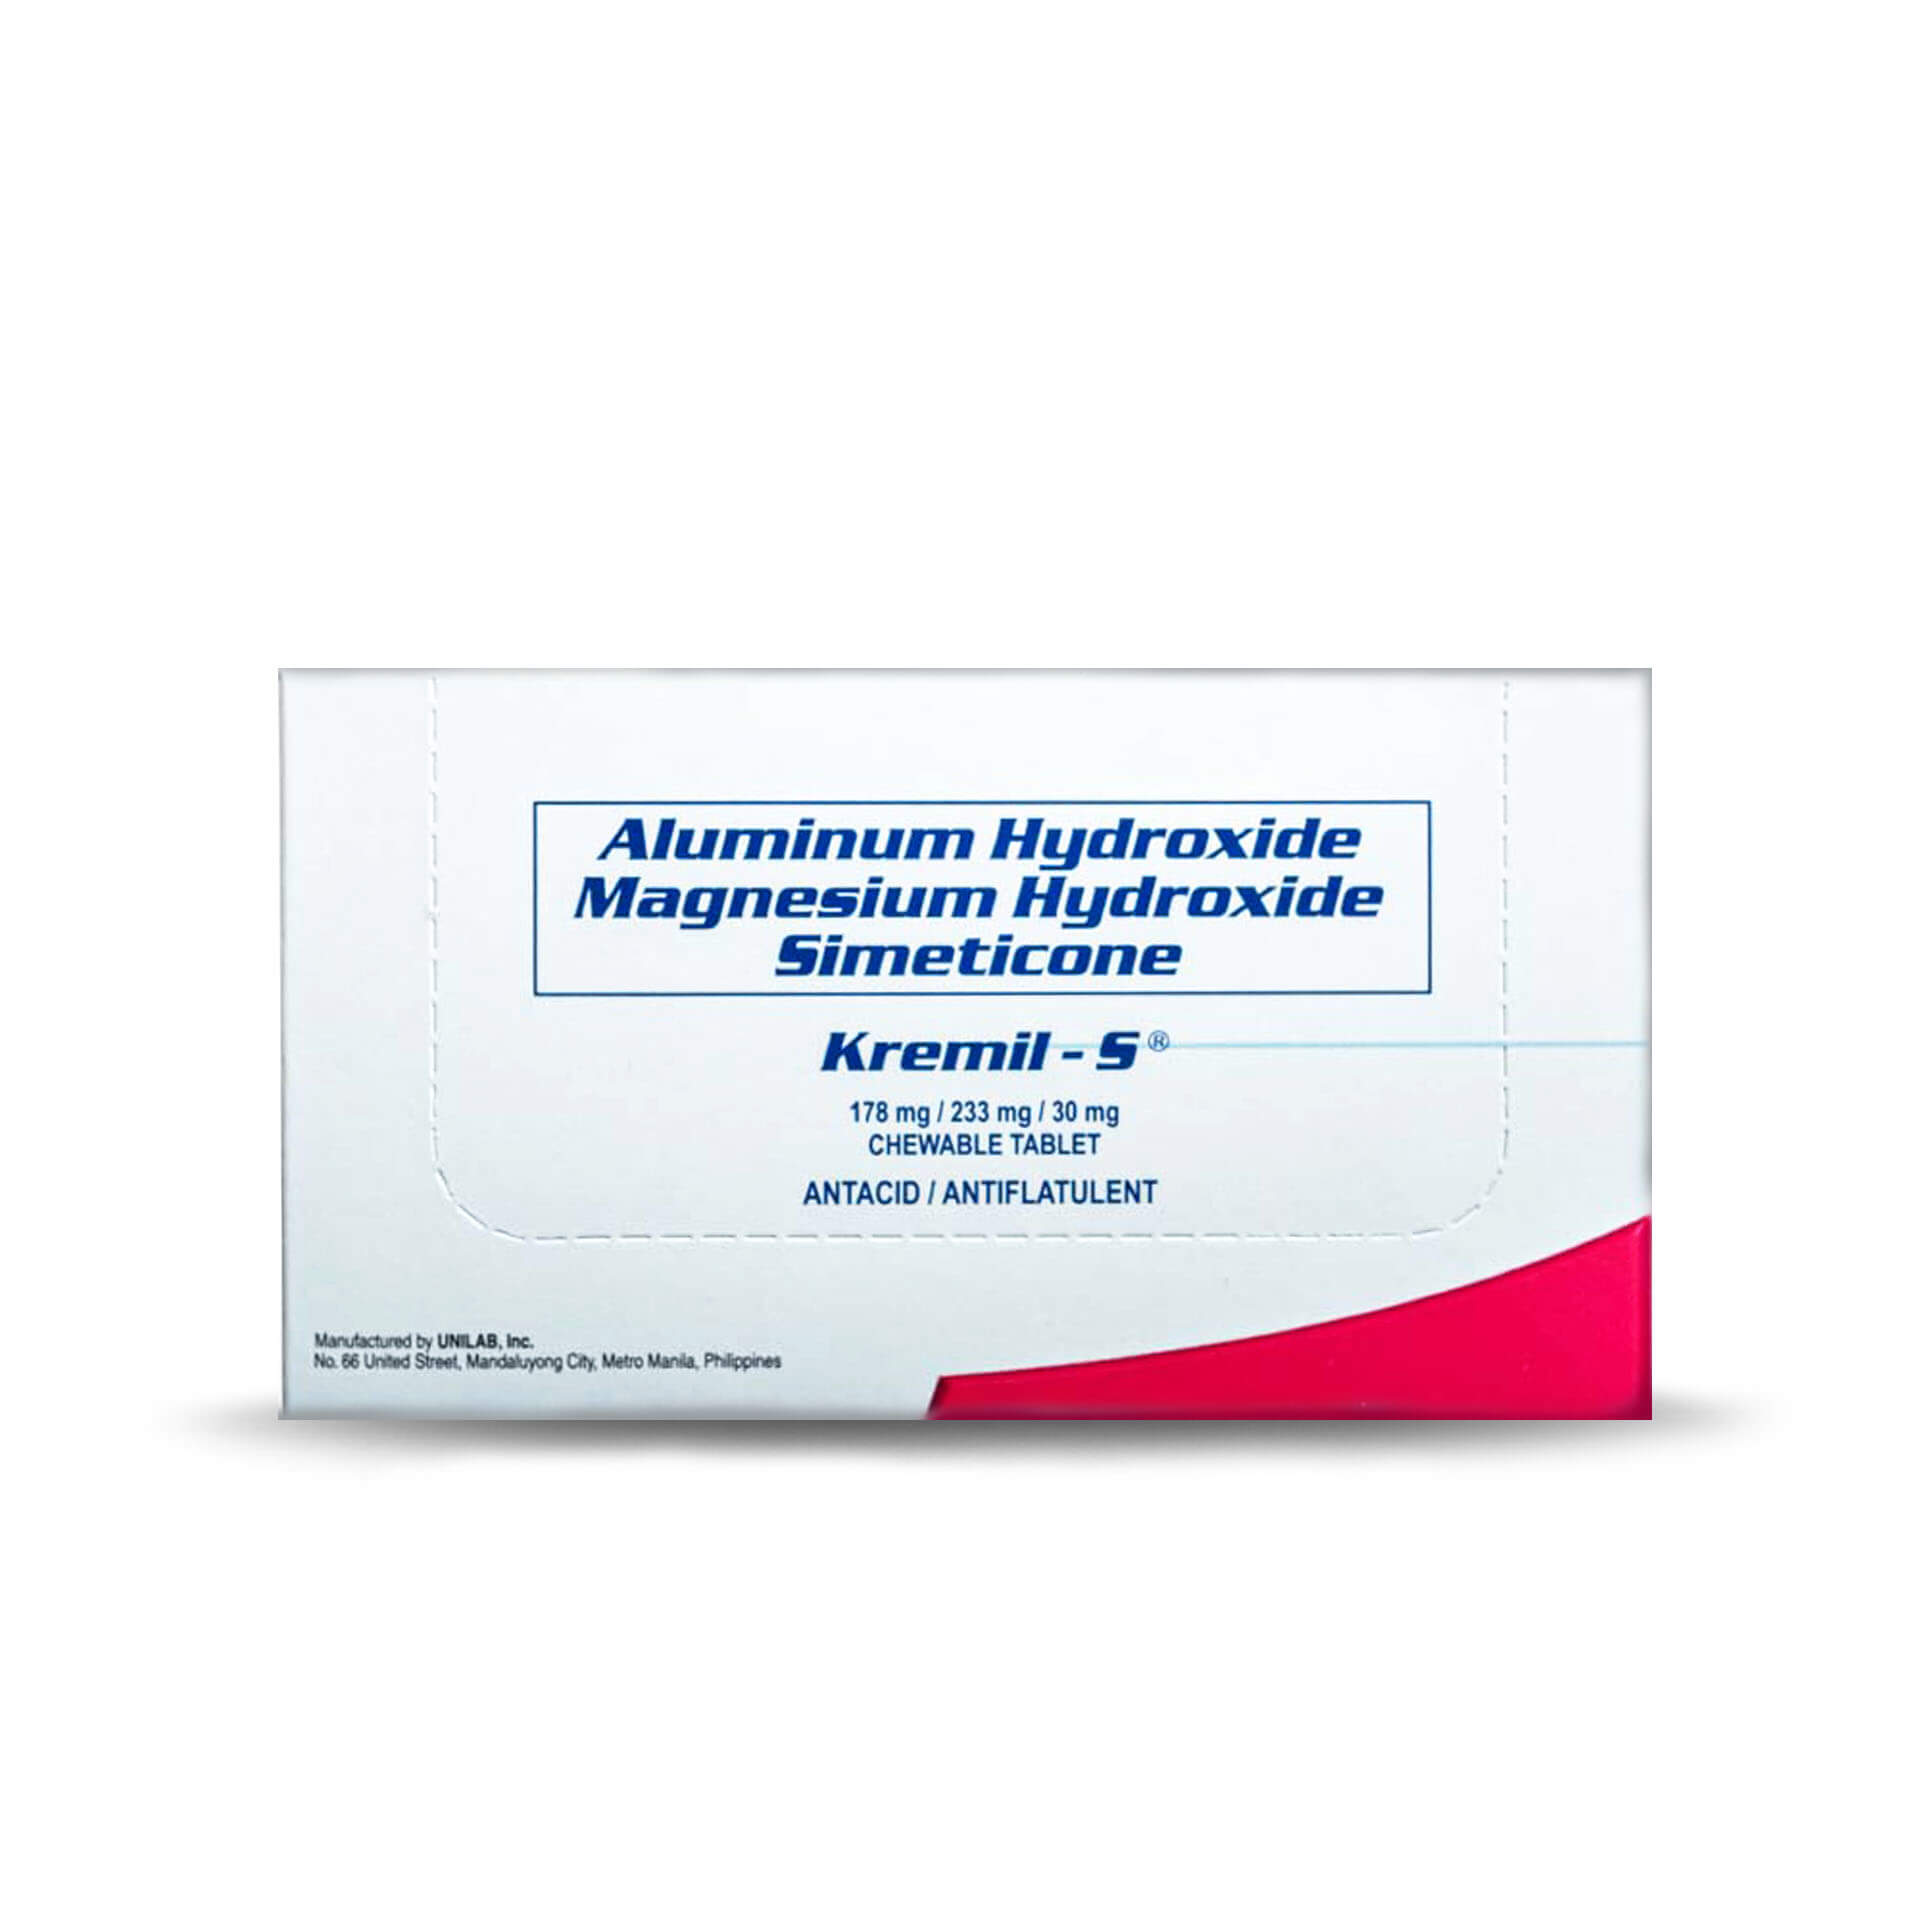 Aluminum Hydroxide
Magnesium Hydroxide
Simeticone
Kremil - S®
178 mg / 233 mg / 30 mg
CHEWABLE TABLET
ANTACID / ANTIFLATULENT
Manufactured by UNILAB, Inc.
No. 66 United Street, Mandaluyong City, Metro Manila, Philippines